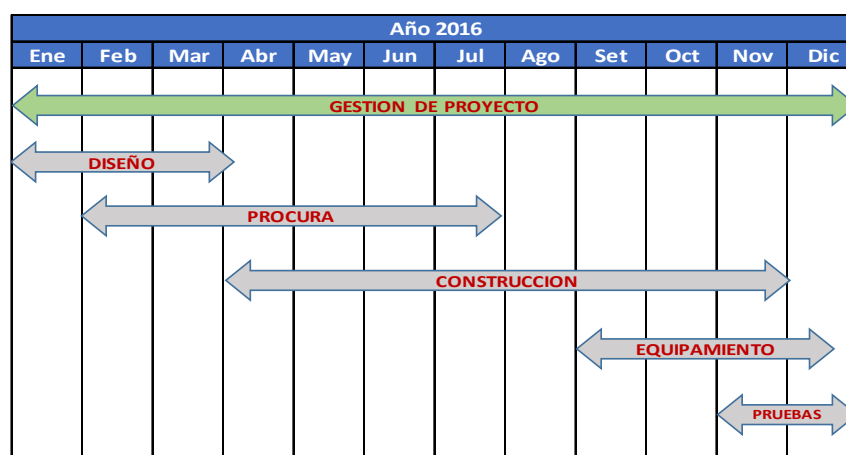 Año 2016
Ene Feb Mar Abr May Jun Jul Ago Set Oct Nov Dic
GESTION DE PROYECTO
DISEÑO
PROCURA
CONSTRUCCION
EQUIPAMIENTO
PRUEBAS